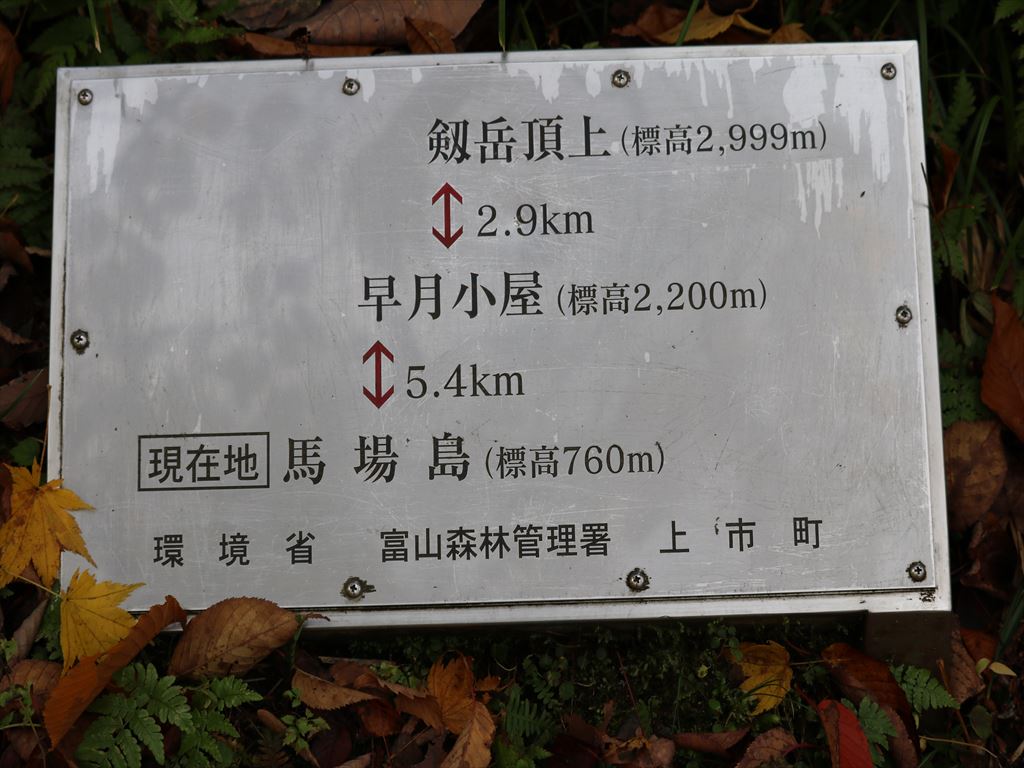 剱岳頂上(標高2,999m)
2.9km
早月小屋(標高2,200m)
5.4km
現在地 馬場島(標高760m)
環境省 富山森林管理署 上市町